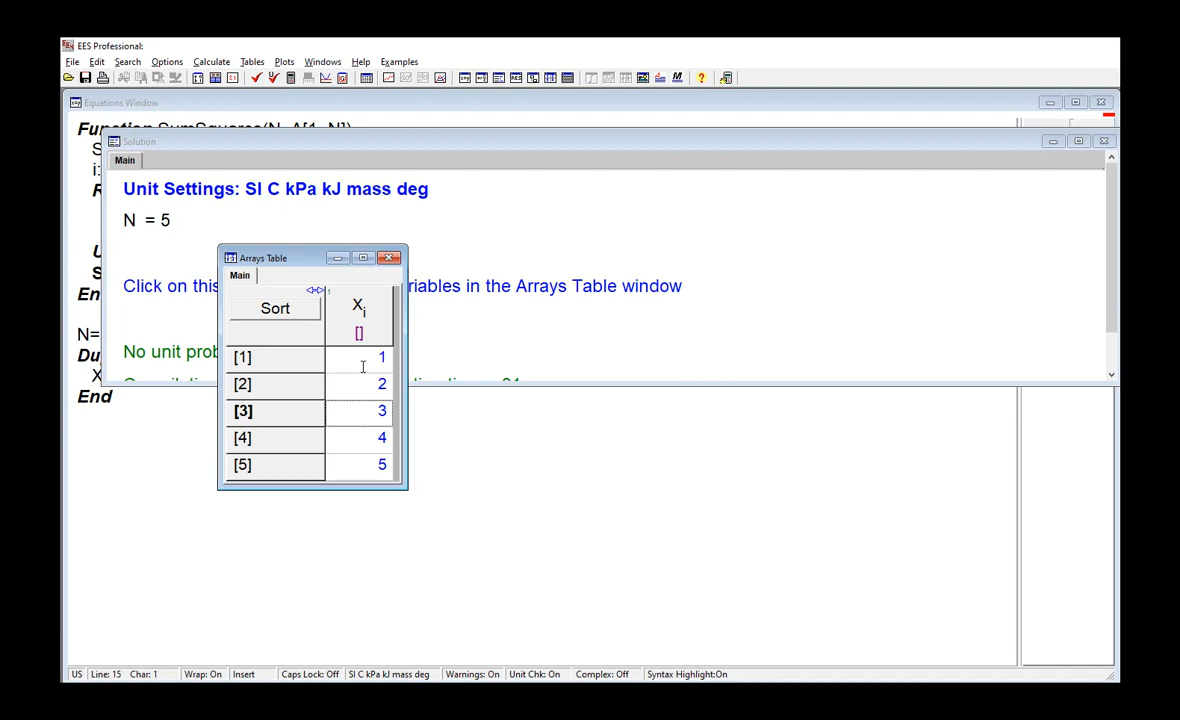 EES Professional:
File Edit Search Options Calculate Tables Plots Windows Help Examples
Equations Window
Function SumSquares(N, A[1..N])
Solution
Main
Unit Settings: SI C kPa kJ mass deg
N = 5
Arrays Table
Main
Click on this
riables in the Arrays Table window
Sort
Xi
[]
N=
No unit prob
[1] 1
[2] 2
[3] 3
[4] 4
[5] 5
End
US Line: 15 Char: 1 Wrap: On Insert Caps Lock: Off SI C kPa kJ mass deg Warnings: On Unit Chk: On Complex: Off Syntax Highlight:On